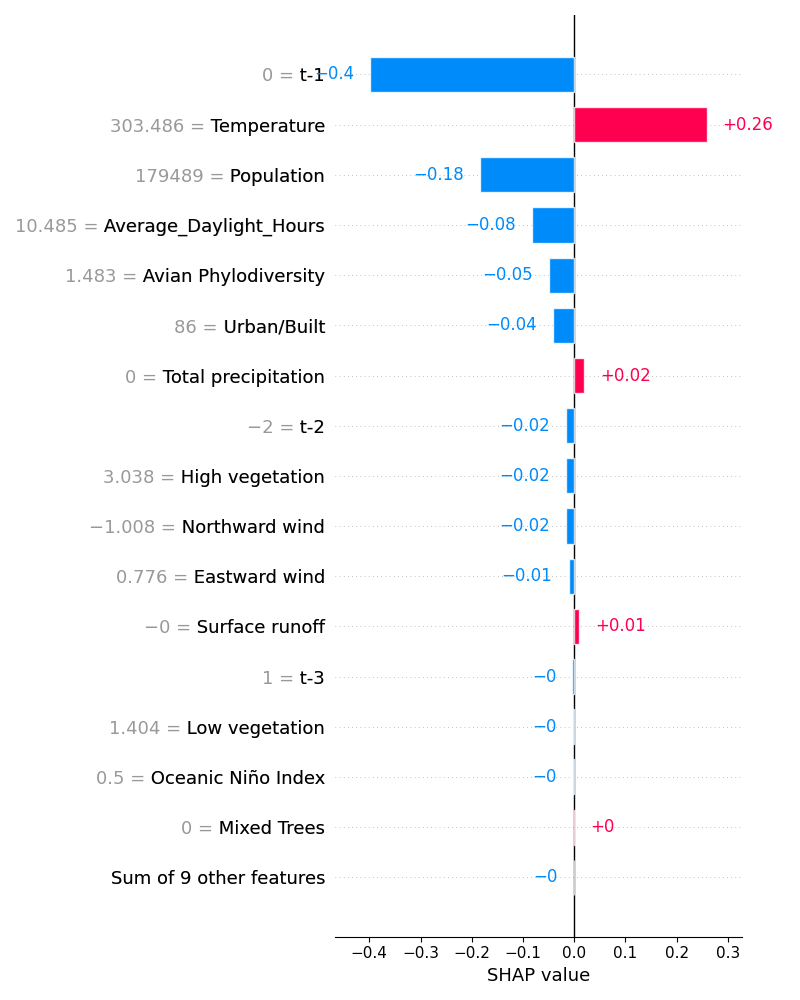 0 = t-1 −0.4
303.486 = Temperature +0.26
179489 = Population −0.18
10.485 = Average_Daylight_Hours −0.08
1.483 = Avian Phylodiversity −0.05
86 = Urban/Built −0.04
0 = Total precipitation +0.02
−2 = t-2 −0.02
3.038 = High vegetation −0.02
−1.008 = Northward wind −0.02
0.776 = Eastward wind −0.01
−0 = Surface runoff +0.01
1 = t-3 −0
1.404 = Low vegetation −0
0.5 = Oceanic Niño Index −0
0 = Mixed Trees +0
Sum of 9 other features −0
−0.4 −0.3 −0.2 −0.1 0.0 0.1 0.2 0.3
SHAP value